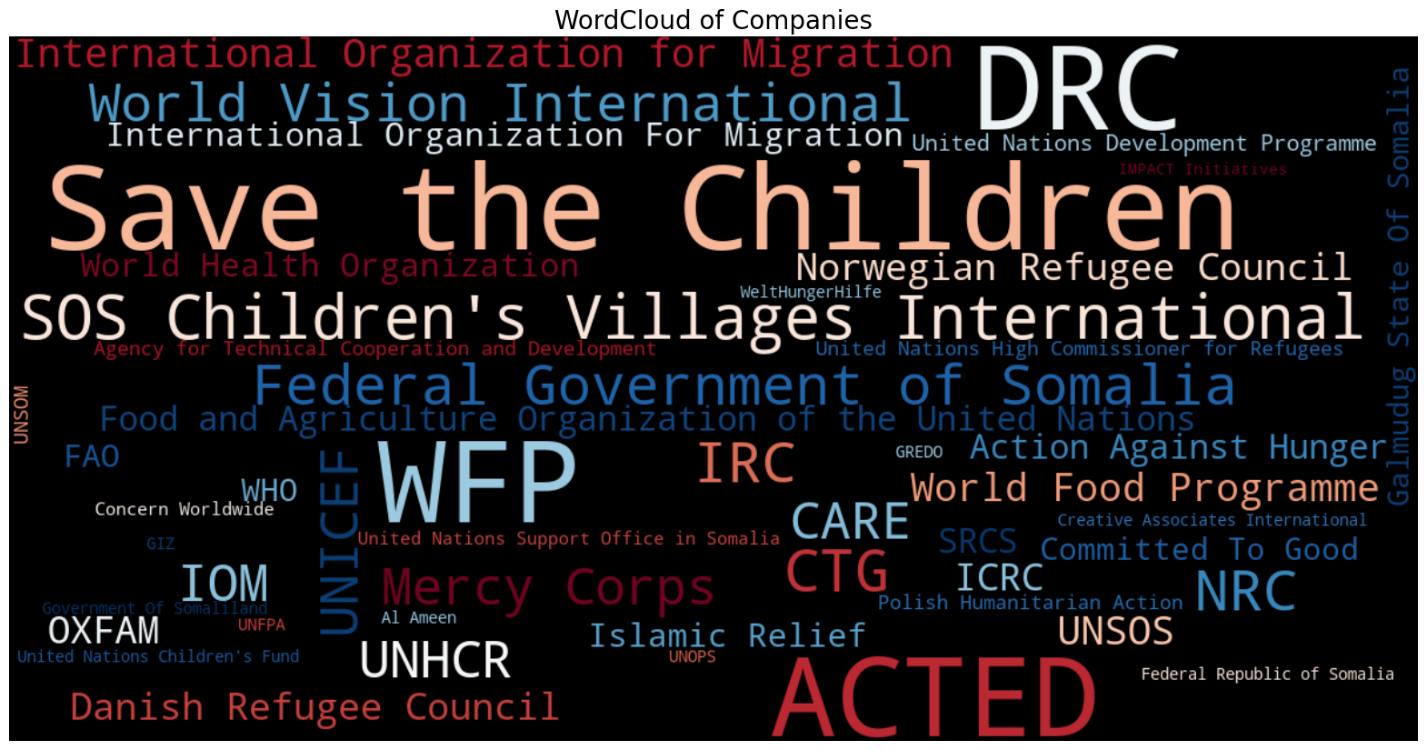 WordCloud of Companies
International Organization for Migration
DRC
World Vision International
International Organization For Migration
United Nations Development Programme
IMPACT Initiatives
Galmudug State Of Somalia
Save the Children
World Health Organization
Norwegian Refugee Council
WeltHungerHilfe
SOS Children's Villages International
Agency for Technical Cooperation and Development
United Nations High Commissioner for Refugees
Federal Government of Somalia
UNSOM
Food and Agriculture Organization of the United Nations
FAO
WFP
IRC
GREDO
Action Against Hunger
UNICEF
WHO
World Food Programme
Concern Worldwide
CARE
Creative Associates International
GIZ
United Nations Support Office in Somalia
SRCS
Committed To Good
IOM
Mercy Corps
CTG
ICRC
NRC
Government Of Somaliland
Polish Humanitarian Action
Al Ameen
OXFAM
UNFPA
Islamic Relief
UNSOS
United Nations Children's Fund
UNHCR
UNOPS
ACTED
Federal Republic of Somalia
Danish Refugee Council